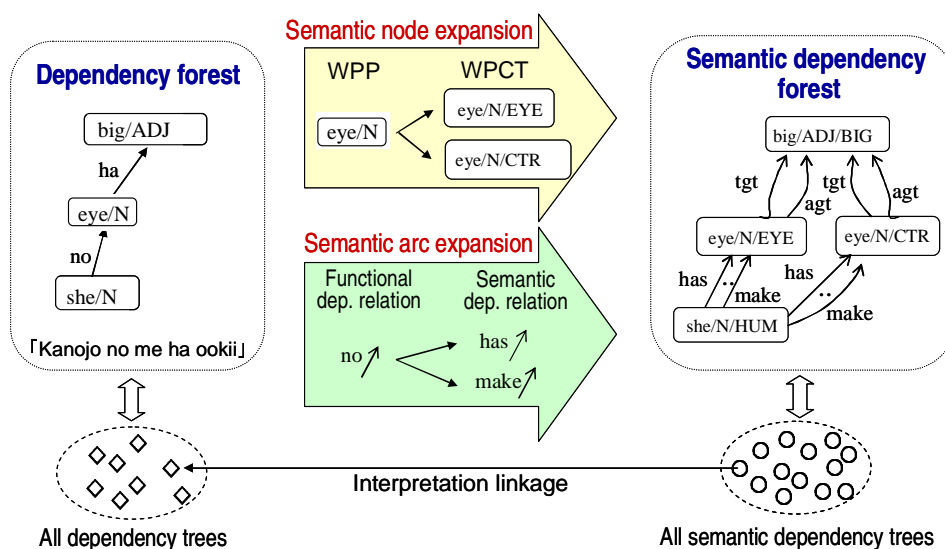 Dependency forest
big/ADJ
ha
eye/N
no
she/N
「Kanojo no me ha ookii」
All dependency trees
Semantic node expansion
WPP WPCT
eye/N
eye/N/EYE
eye/N/CTR
Semantic arc expansion
Functional Semantic
dep. relation dep. relation
no
has
make
Interpretation linkage
Semantic dependency
forest
big/ADJ/BIG
tgt tgt
agt agt
eye/N/EYE eye/N/CTR
has has
.. ..
make make
she/N/HUM
All semantic dependency trees